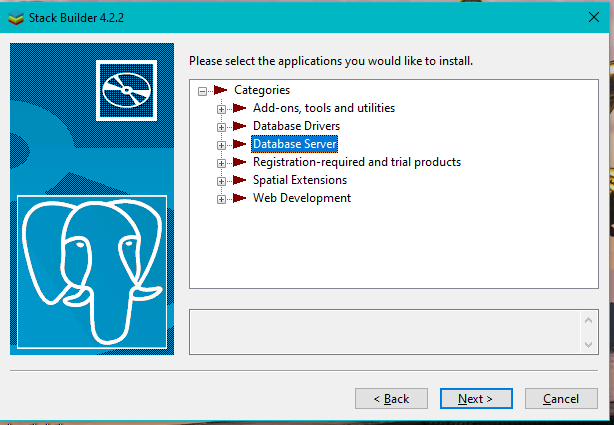 Stack Builder 4.2.2
Please select the applications you would like to install.
Categories
Add-ons, tools and utilities
Database Drivers
Database Server
Registration-required and trial products
Spatial Extensions
Web Development
< Back
Next >
Cancel